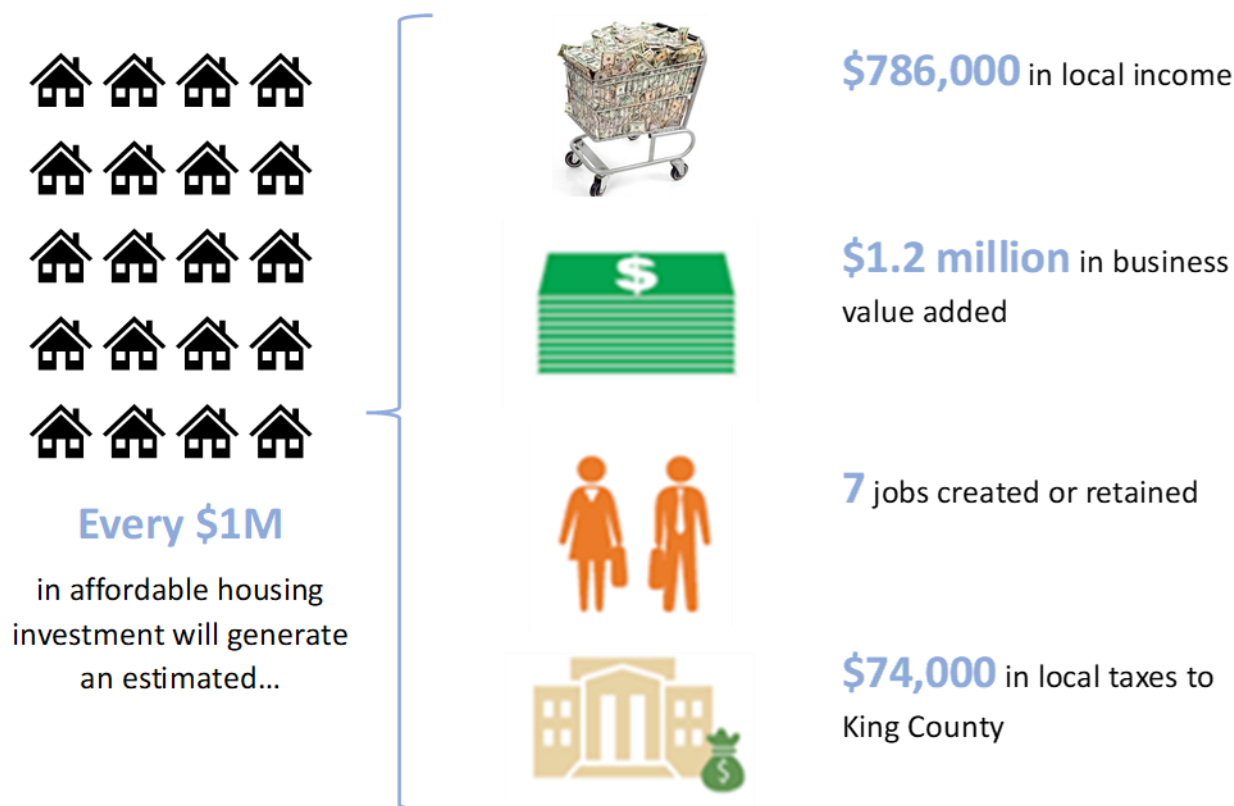 Every $1M
in affordable housing
investment will generate
an estimated...
$786,000 in local income
$
$1.2 million in business
value added
7 jobs created or retained
$74,000 in local taxes to
King County
$